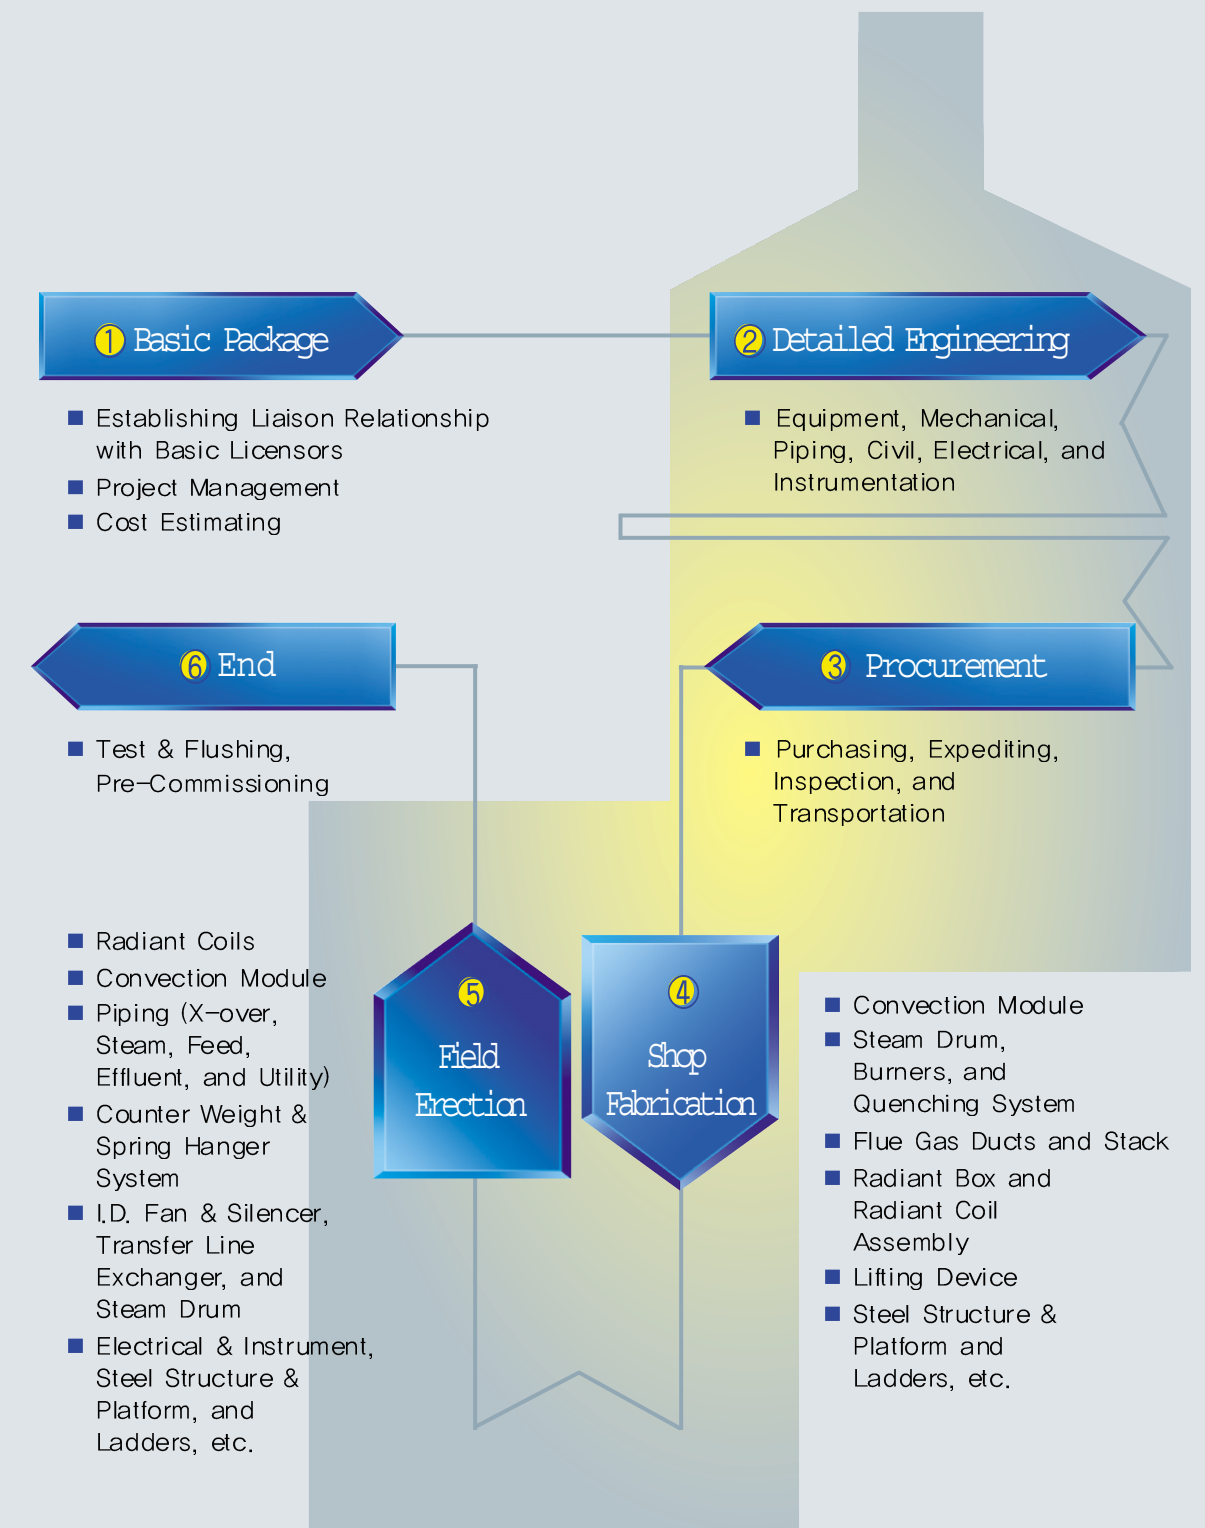 1 Basic Package
Establishing Liaison Relationship
with Basic Licensors
Project Management
Cost Estimating
2 Detailed Engineering
Equipment, Mechanical,
Piping, Civil, Electrical, and
Instrumentation
3 Procurement
Purchasing, Expediting,
Inspection, and
Transportation
4
Shop
Fabrication
Convection Module
Steam Drum,
Burners, and
Quenching System
Flue Gas Ducts and Stack
Radiant Box and
Radiant Coil
Assembly
Lifting Device
Steel Structure &
Platform and
Ladders, etc.
5
Field
Erection
Radiant Coils
Convection Module
Piping (X-over,
Steam, Feed,
Effluent, and Utility)
Counter Weight &
Spring Hanger
System
I.D. Fan & Silencer,
Transfer Line
Exchanger, and
Steam Drum
Electrical & Instrument,
Steel Structure &
Platform, and
Ladders, etc.
6 End
Test & Flushing,
Pre-Commissioning